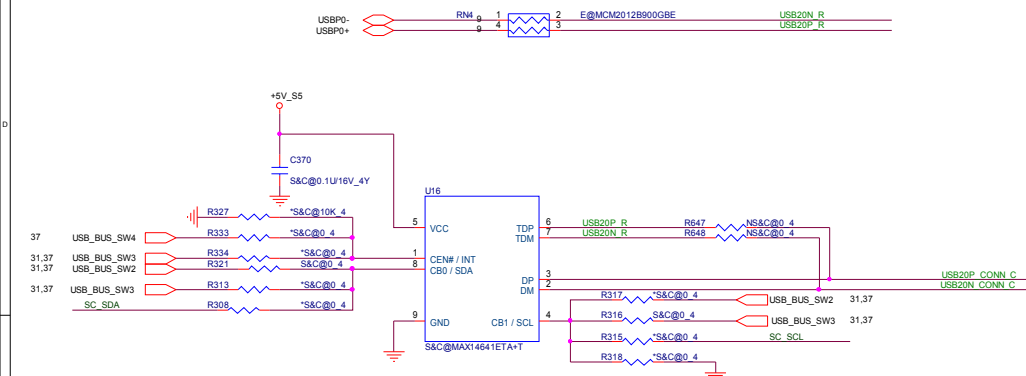 USBP0- 9 RN4 1 2 E@MCM2012B900GBE USB20N_R
USBP0+ 9 4 3 USB20P_R
+5V_S5
D
C370
S&C@0.1U/16V_4Y
U16
R327 *S&C@10K_4
37 USB_BUS_SW4 R333 *S&C@0_4
5 VCC TDP 6 USB20P_R R647 NS&C@0_4
TDM 7 USB20N_R R648 NS&C@0_4
31,37 USB_BUS_SW3 R334 *S&C@0_4 1 CEN# / INT
31,37 USB_BUS_SW2 R321 S&C@0_4 8 CB0 / SDA
DP 3 USB20P_CONN_C
31,37 USB_BUS_SW3 R313 *S&C@0_4 DM 2 USB20N_CONN_C
SC_SDA R308 *S&C@0_4
R317 *S&C@0_4 USB_BUS_SW2 31,37
9 GND CB1 / SCL 4 R316 S&C@0_4 USB_BUS_SW3 31,37
R315 *S&C@0_4 SC_SCL
S&C@MAX14641ETA+T
R318 *S&C@0_4